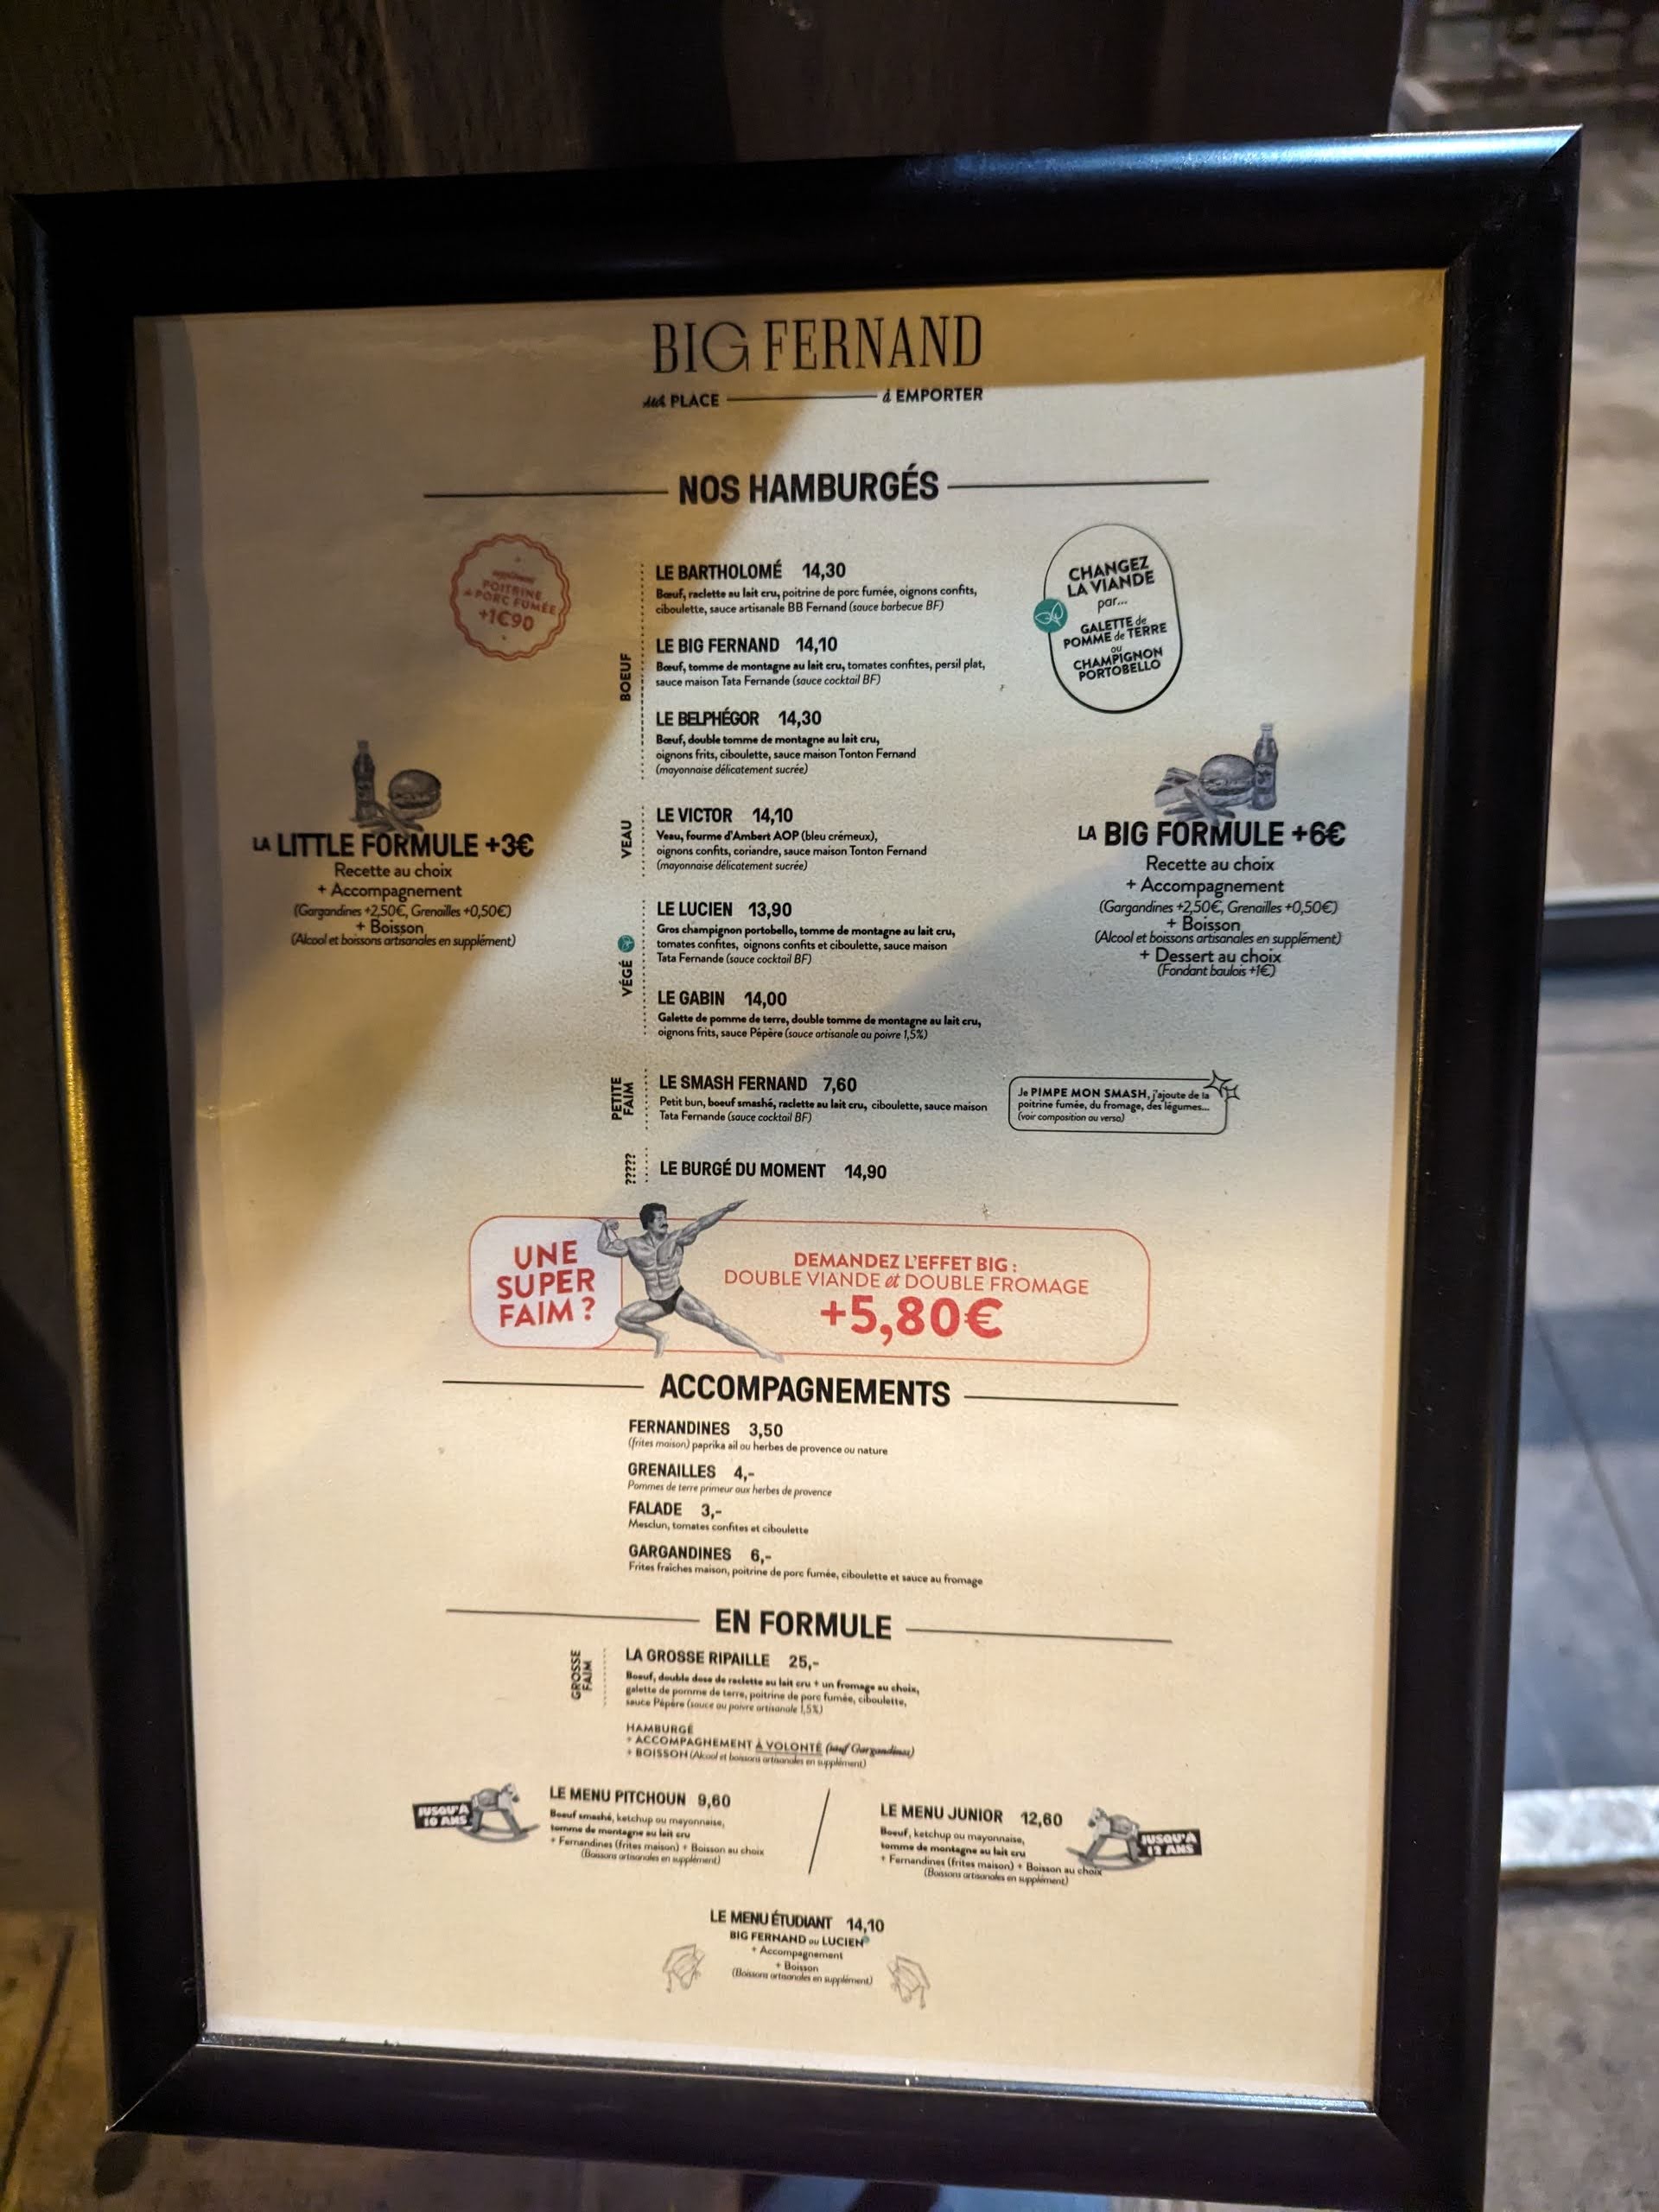 BIG FERNAND
sur PLACE à EMPORTER
NOS HAMBURGÉS
supplément
POITRINE
de PORC FUMÉE
+1€90
CHANGEZ
LA VIANDE
par...
GALETTE de
POMME de TERRE
ou
CHAMPIGNON
PORTOBELLO
BOEUF
LE BARTHOLOMÉ 14,30
Bœuf, raclette au lait cru, poitrine de porc fumée, oignons confits,
ciboulette, sauce artisanale BB Fernand (sauce barbecue BF)
LE BIG FERNAND 14,10
Bœuf, tomme de montagne au lait cru, tomates confites, persil plat,
sauce maison Tata Fernande (sauce cocktail BF)
LE BELPHÉGOR 14,30
Bœuf, double tomme de montagne au lait cru,
oignons frits, ciboulette, sauce maison Tonton Fernand
(mayonnaise délicatement sucrée)
VEAU
LE VICTOR 14,10
Veau, fourme d'Ambert AOP (bleu crémeux),
oignons confits, coriandre, sauce maison Tonton Fernand
(mayonnaise délicatement sucrée)
VÉGÉ
LE LUCIEN 13,90
Gros champignon portobello, tomme de montagne au lait cru,
tomates confites, oignons confits et ciboulette, sauce maison
Tata Fernande (sauce cocktail BF)
LE GABIN 14,00
Galette de pomme de terre, double tomme de montagne au lait cru,
oignons frits, sauce Pépère (sauce artisanale au poivre 1,5%)
LA LITTLE FORMULE +3€
Recette au choix
+ Accompagnement
(Gargandines +2,50€, Grenailles +0,50€)
+ Boisson
(Alcool et boissons artisanales en supplément)
LA BIG FORMULE +6€
Recette au choix
+ Accompagnement
(Gargandines +2,50€, Grenailles +0,50€)
+ Boisson
(Alcool et boissons artisanales en supplément)
+ Dessert au choix
(Fondant baulois +1€)
PETITE
FAIM
LE SMASH FERNAND 7,60
Petit bun, boeuf smashé, raclette au lait cru, ciboulette, sauce maison
Tata Fernande (sauce cocktail BF)
Je PIMPE MON SMASH, j'ajoute de la
poitrine fumée, du fromage, des légumes...
(voir composition au verso)
?????
LE BURGÉ DU MOMENT 14,90
UNE
SUPER
FAIM ?
DEMANDEZ L'EFFET BIG :
DOUBLE VIANDE et DOUBLE FROMAGE
+5,80€
ACCOMPAGNEMENTS
FERNANDINES 3,50
(frites maison) paprika ail ou herbes de provence ou nature
GRENAILLES 4,-
Pommes de terre primeur aux herbes de provence
FALADE 3,-
Mesclun, tomates confites et ciboulette
GARGANDINES 6,-
Frites fraîches maison, poitrine de porc fumée, ciboulette et sauce au fromage
EN FORMULE
GROSSE
FAIM
LA GROSSE RIPAILLE 25,-
Boeuf, double dose de raclette au lait cru + un fromage au choix,
galette de pomme de terre, poitrine de porc fumée, ciboulette,
sauce Pépère (sauce au poivre artisanale 1,5%)
HAMBURGÉ
+ ACCOMPAGNEMENT À VOLONTÉ (sauf Gargandines)
+ BOISSON (Alcool et boissons artisanales en supplément)
JUSQU'À
10 ANS
LE MENU PITCHOUN 9,60
Boeuf smashé, ketchup ou mayonnaise,
tomme de montagne au lait cru
+ Fernandines (frites maison) + Boisson au choix
(Boissons artisanales en supplément)
LE MENU JUNIOR 12,60
Boeuf, ketchup ou mayonnaise,
tomme de montagne au lait cru
+ Fernandines (frites maison) + Boisson au choix
(Boissons artisanales en supplément)
JUSQU'À
12 ANS
LE MENU ÉTUDIANT 14,10
BIG FERNAND ou LUCIEN
+ Accompagnement
+ Boisson
(Boissons artisanales en supplément)